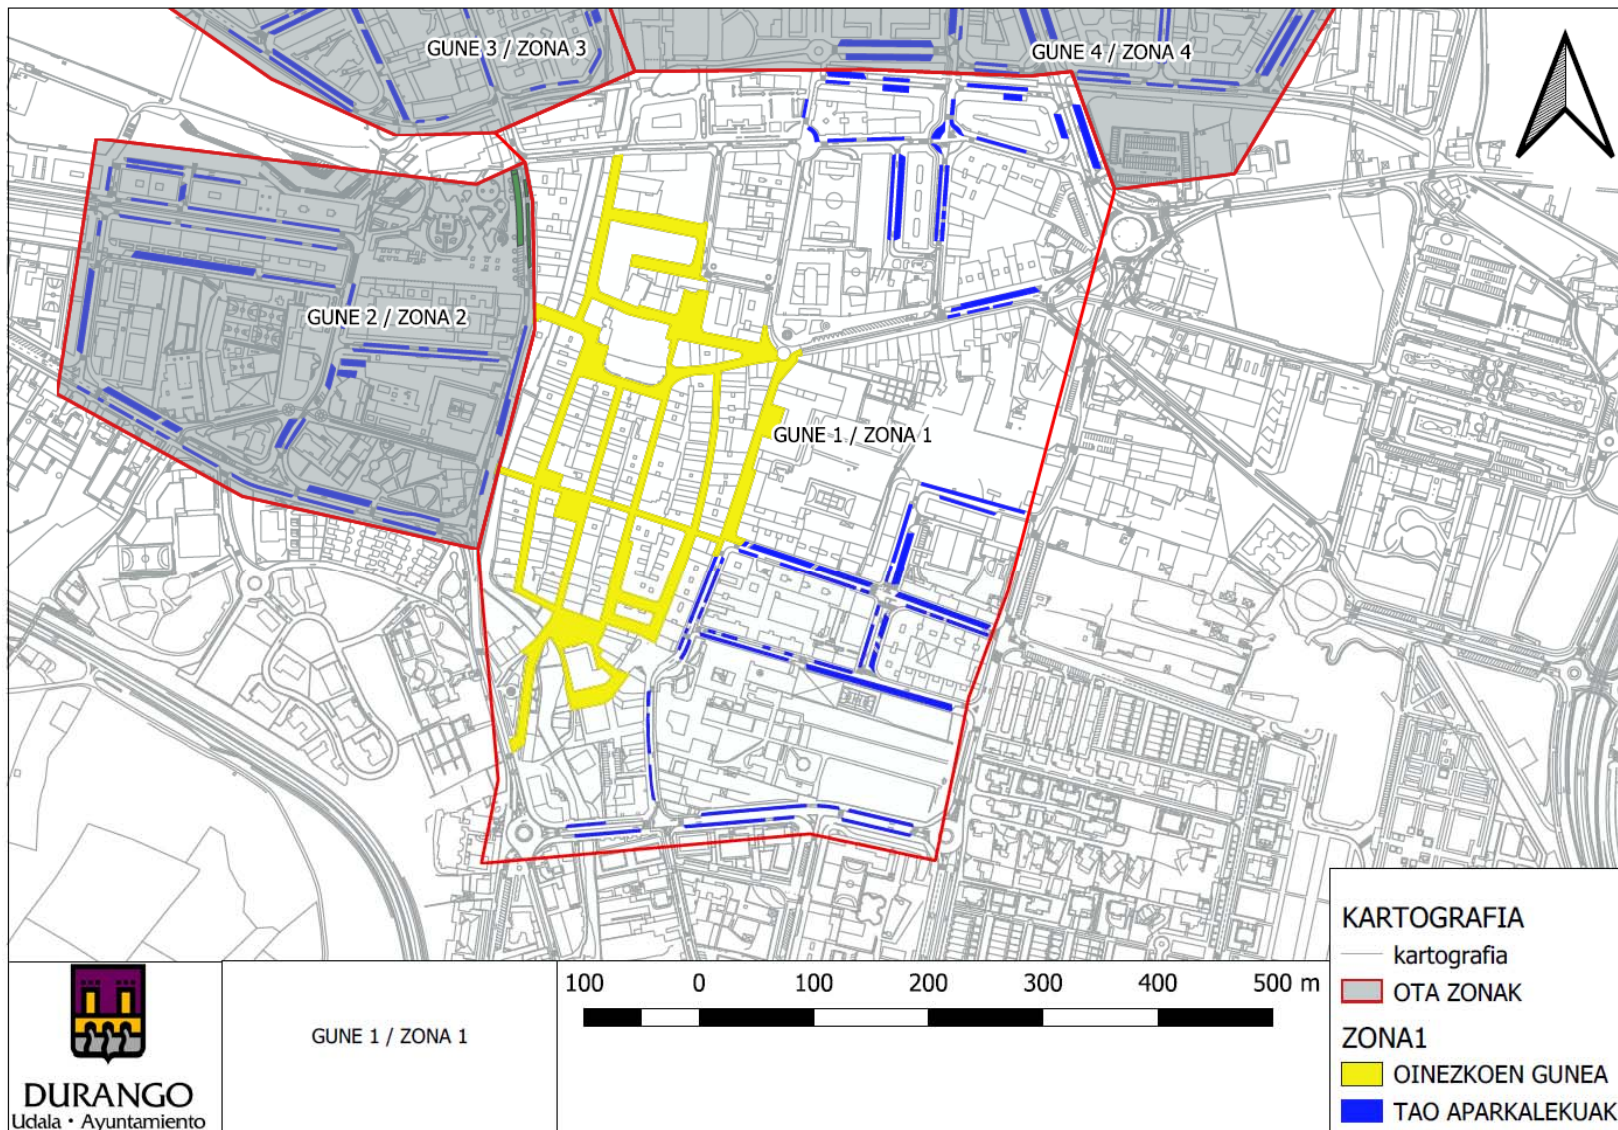 GUNE 3 / ZONA 3
GUNE 4 / ZONA 4
GUNE 2 / ZONA 2
GUNE 1 / ZONA 1
KARTOGRAFIA
kartografia
OTA ZONAK
ZONA1
OINEZKOEN GUNEA
TAO APARKALEKUAK
DURANGO
Udala • Ayuntamiento
GUNE 1 / ZONA 1
100 0 100 200 300 400 500 m